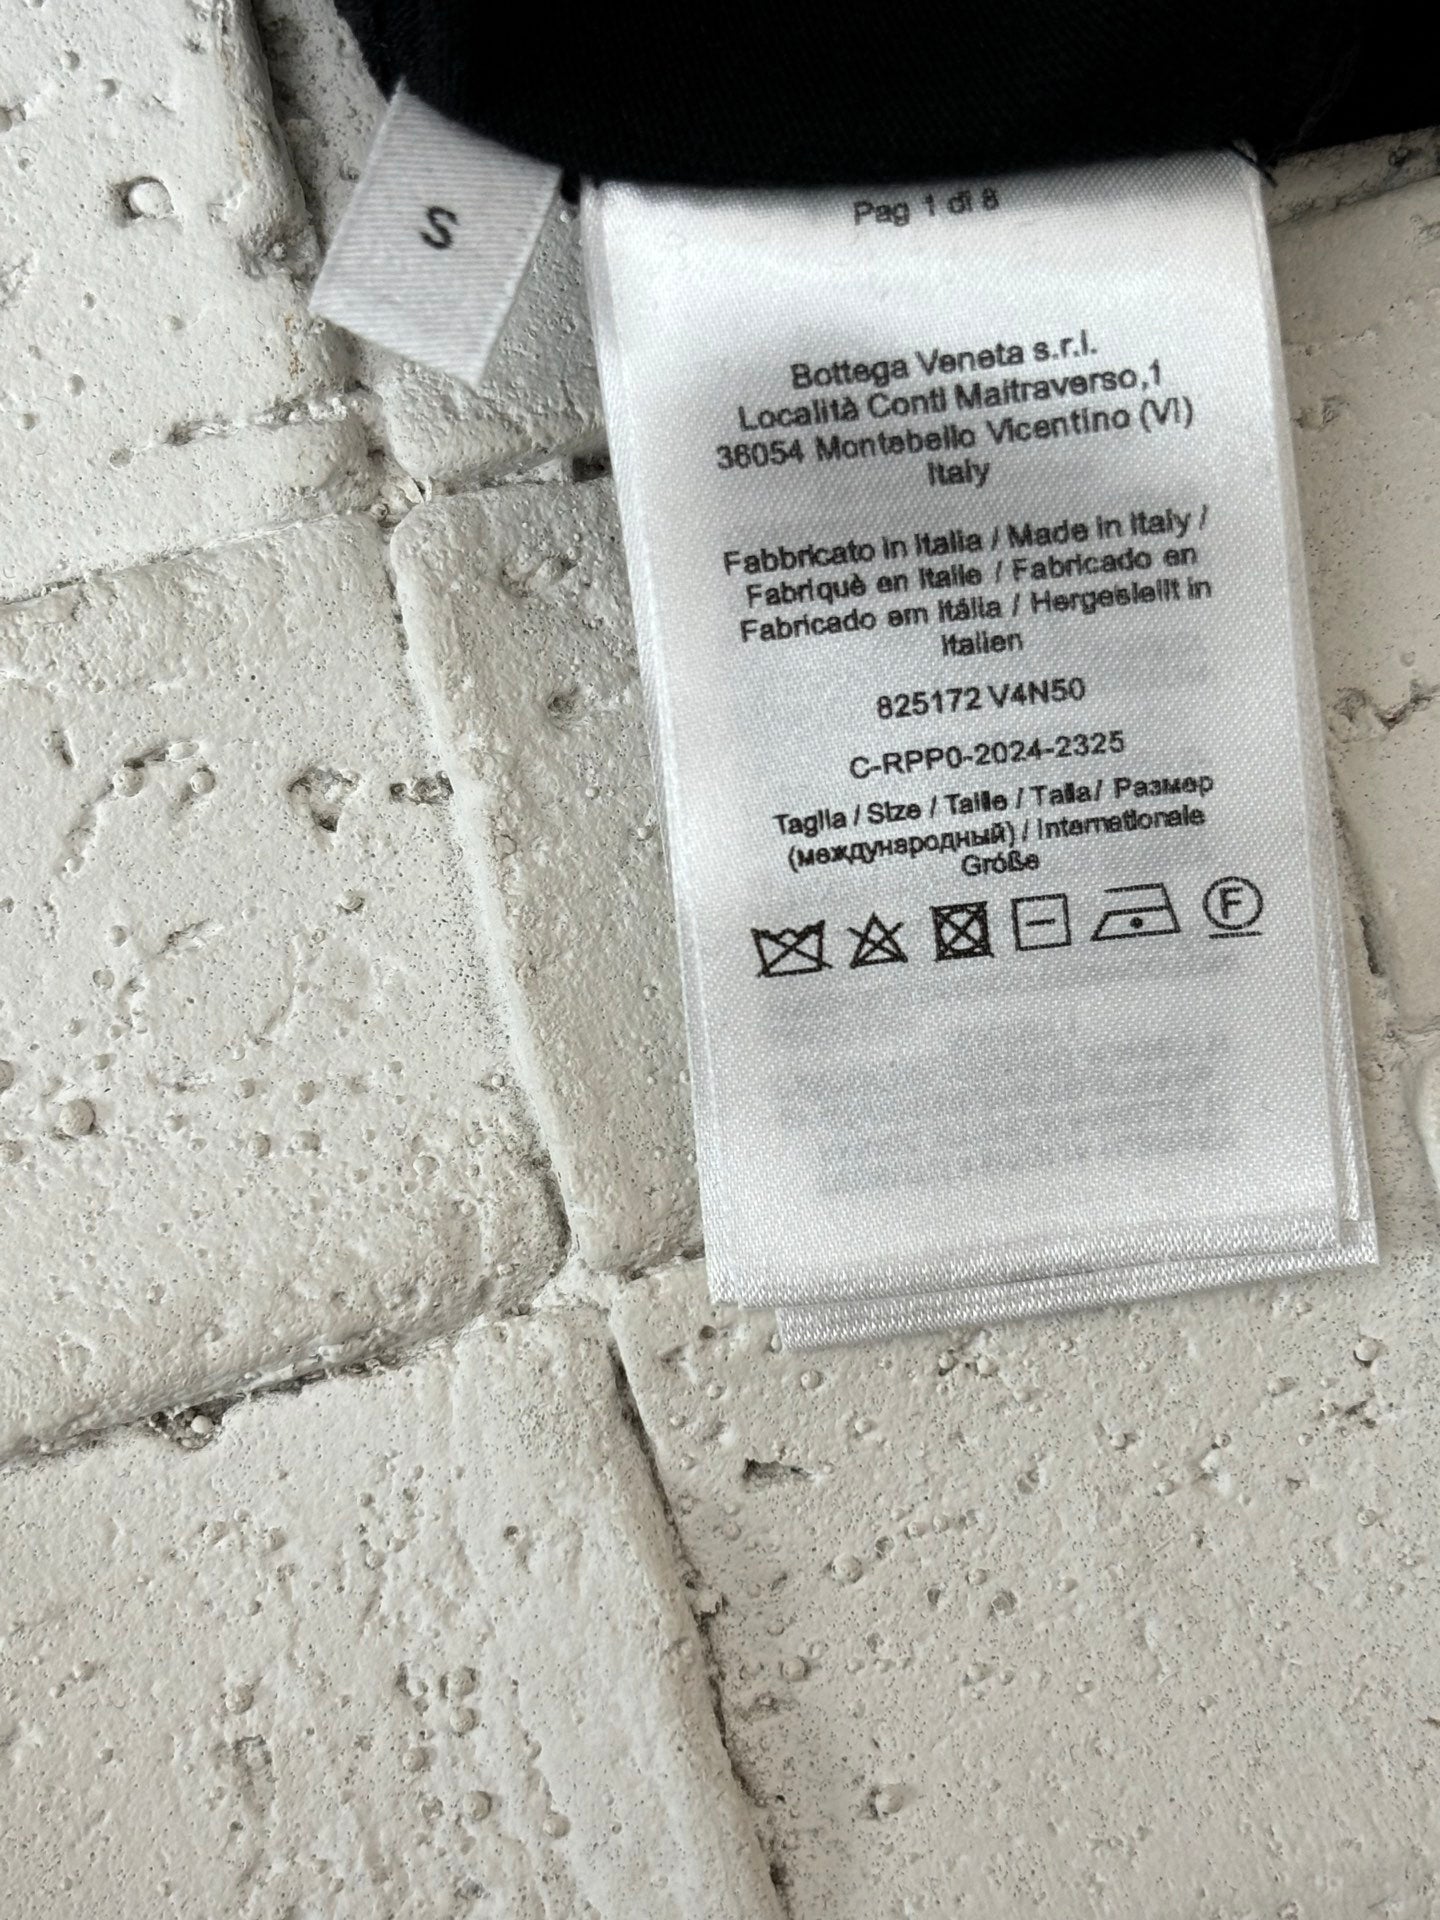 S
Pag 1 di 8
Bottega Veneta s.r.l.
Località Conti Maltraverso,1
36054 Montebello Vicentino (VI)
Italy
Fabbricato in Italia / Made in Italy /
Fabriquè en Italie / Fabricado en
Fabricado em Itália / Hergestellt in
Italien
825172 V4N50
C-RPP0-2024-2325
Taglia / Size / Taille / Talla/ Размер
(международный) / Internationale
Größe
F